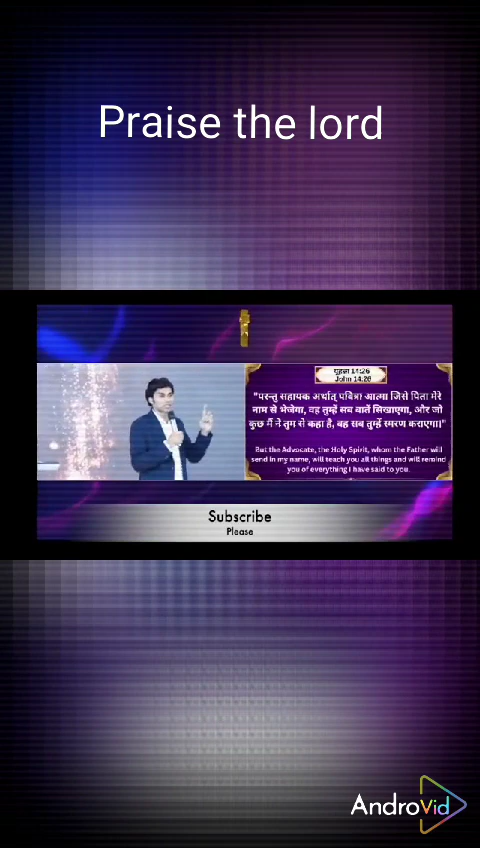 Praise the lord
यूहन्ना 14:26
John 14:26
"परन्तु सहायक अर्थात् पवित्र आत्मा जिसे पिता मेरे
नाम से भेजेगा, वह तुम्हें सब बातें सिखाएगा, और जो
कुछ मैं ने तुम से कहा है, वह सब तुम्हें स्मरण कराएगा।"
But the Advocate, the Holy Spirit, whom the Father will
send in my name, will teach you all things and will remind
you of everything I have said to you.
Subscribe
Please
AndroVid